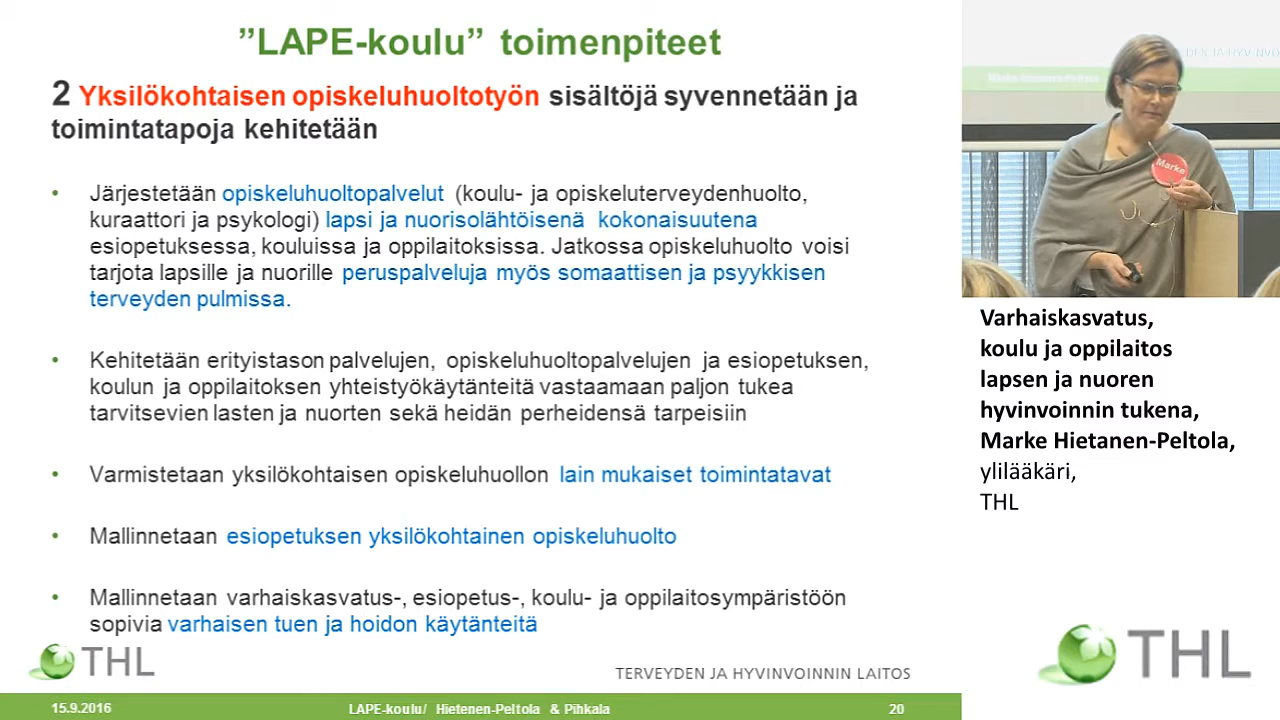 ”LAPE-koulu” toimenpiteet
2 Yksilökohtaisen opiskeluhuoltotyön sisältöjä syvennetään ja
toimintatapoja kehitetään
• Järjestetään opiskeluhuoltopalvelut (koulu- ja opiskeluterveydenhuolto,
kuraattori ja psykologi) lapsi ja nuorisolähtöisenä kokonaisuutena
esiopetuksessa, kouluissa ja oppilaitoksissa. Jatkossa opiskeluhuolto voisi
tarjota lapsille ja nuorille peruspalveluja myös somaattisen ja psyykkisen
terveyden pulmissa.
• Kehitetään erityistason palvelujen, opiskeluhuoltopalvelujen ja esiopetuksen,
koulun ja oppilaitoksen yhteistyökäytänteitä vastaamaan paljon tukea
tarvitsevien lasten ja nuorten sekä heidän perheidensä tarpeisiin
• Varmistetaan yksilökohtaisen opiskeluhuollon lain mukaiset toimintatavat
• Mallinnetaan esiopetuksen yksilökohtainen opiskeluhuolto
• Mallinnetaan varhaiskasvatus-, esiopetus-, koulu- ja oppilaitosympäristöön
sopivia varhaisen tuen ja hoidon käytänteitä
THL
TERVEYDEN JA HYVINVOINNIN LAITOS
15.9.2016
LAPE-koulu/ Hietenen-Peltola & Pihkala
20
Marke
Varhaiskasvatus,
koulu ja oppilaitos
lapsen ja nuoren
hyvinvoinnin tukena,
Marke Hietanen-Peltola,
ylilääkäri,
THL
THL